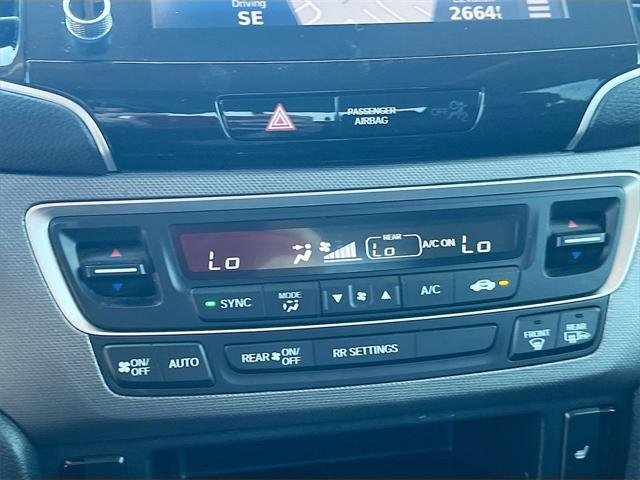 Driving
SE
2664ft
PASSENGER
AIRBAG
OFF
Lo
REAR
Lo
A/C ON
Lo
SYNC
MODE
A/C
ON/
OFF
AUTO
REAR ON/
OFF
RR SETTINGS
FRONT
REAR